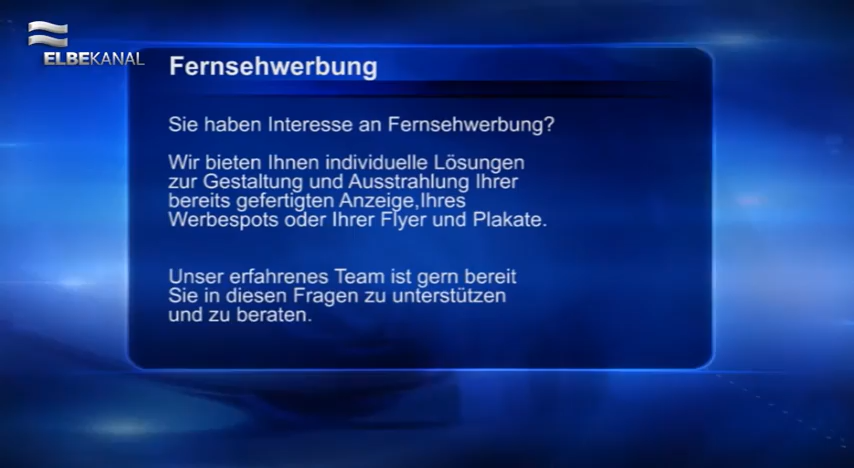 ELBEKANAL
Fernsehwerbung
Sie haben Interesse an Fernsehwerbung?
Wir bieten Ihnen individuelle Lösungen
zur Gestaltung und Ausstrahlung Ihrer
bereits gefertigten Anzeige,Ihres
Werbespots oder Ihrer Flyer und Plakate.
Unser erfahrenes Team ist gern bereit
Sie in diesen Fragen zu unterstützen
und zu beraten.